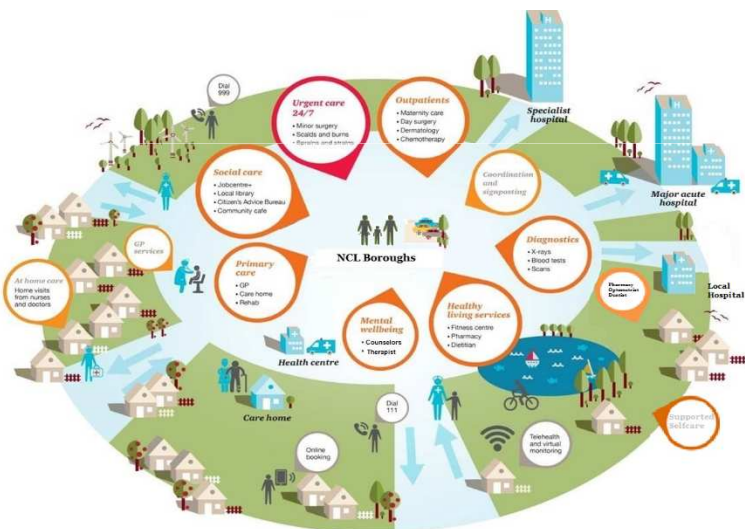 Dial
999
Urgent care
24/7
• Minor surgery
• Scalds and burns
• Sprains and strains
Outpatients
• Maternity care
• Day surgery
• Dermatology
• Chemotherapy
H
Specialist
hospital
H
Major acute
hospital
Social care
• Jobcentre+
• Local library
• Citizen's Advice Bureau
• Community cafe
Coordination
and
signposting
NCL Boroughs
Diagnostics
• X-rays
• Blood tests
• Scans
GP
services
At home care
Home visits
from nurses
and doctors
Primary
care
• GP
• Care home
• Rehab
Pharmacy
Optometrist
Dentist
H
Local
Hospital
Mental
wellbeing
• Counselors
• Therapist
Healthy
living services
• Fitness centre
• Pharmacy
• Dietitian
Health centre
Care home
Dial
111
Supported
Selfcare
Online
booking
Telehealth
and virtual
monitoring